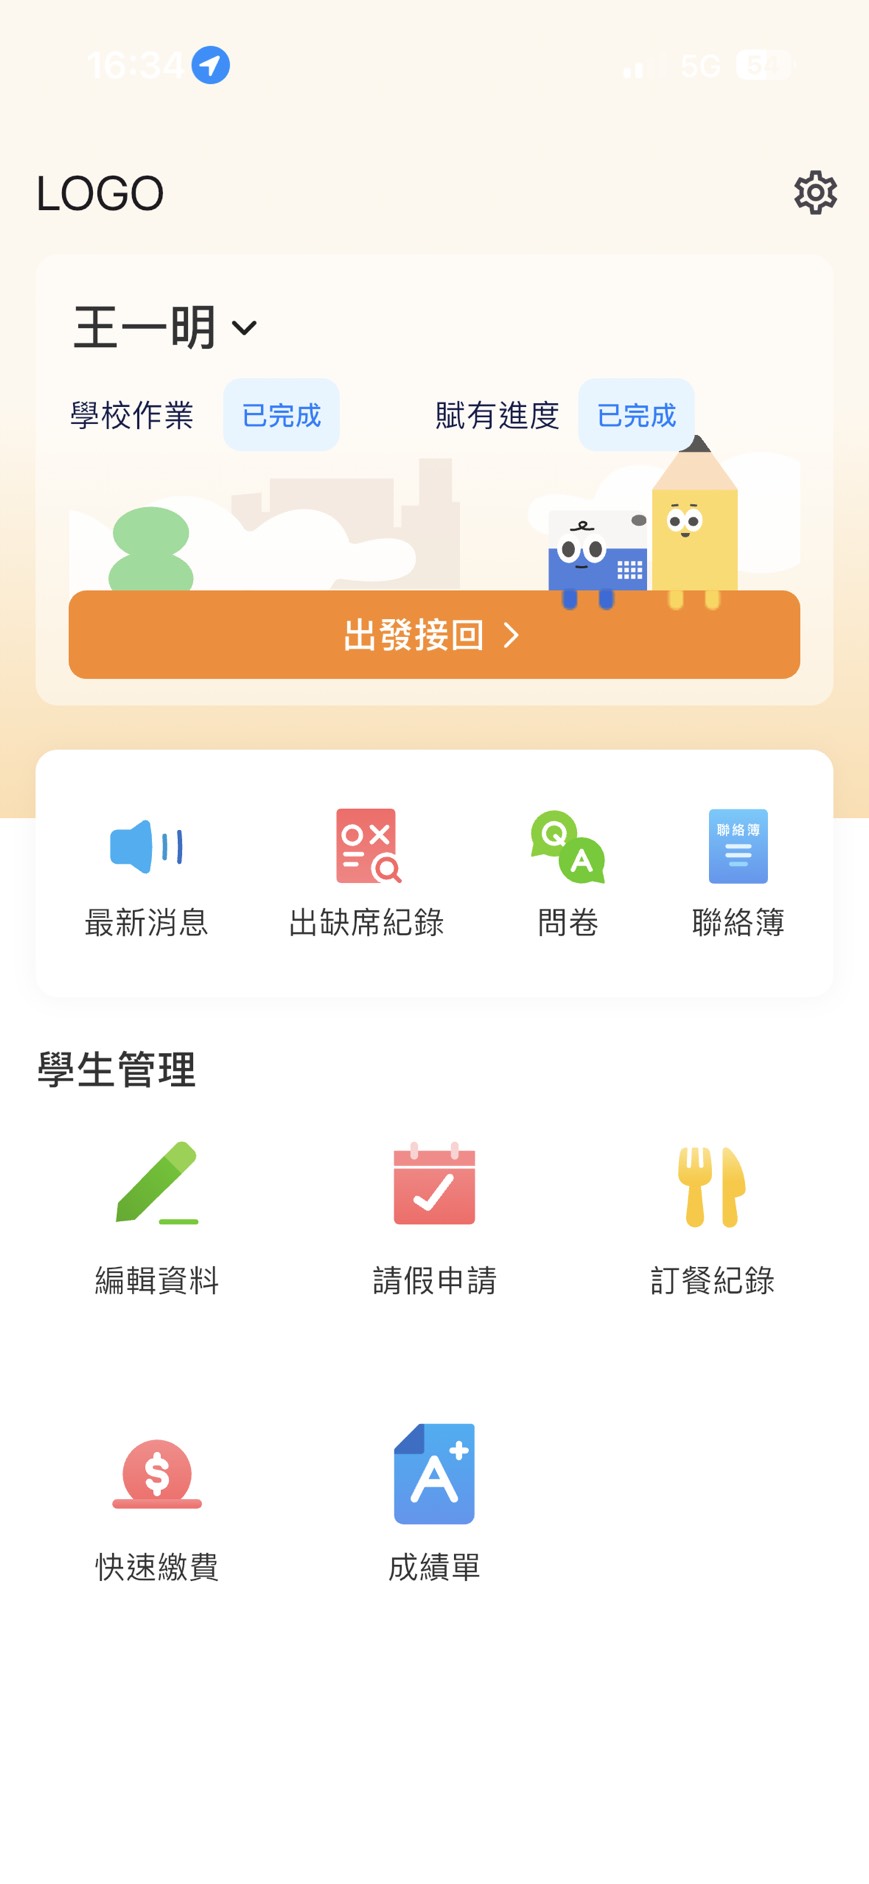 16:34
5G
54
LOGO
王一明
學校作業 已完成
賦有進度 已完成
出發接回
最新消息
出缺席紀錄
Q A
問卷
聯絡簿
聯絡簿
學生管理
編輯資料
請假申請
訂餐紀錄
$
快速繳費
A+
成績單